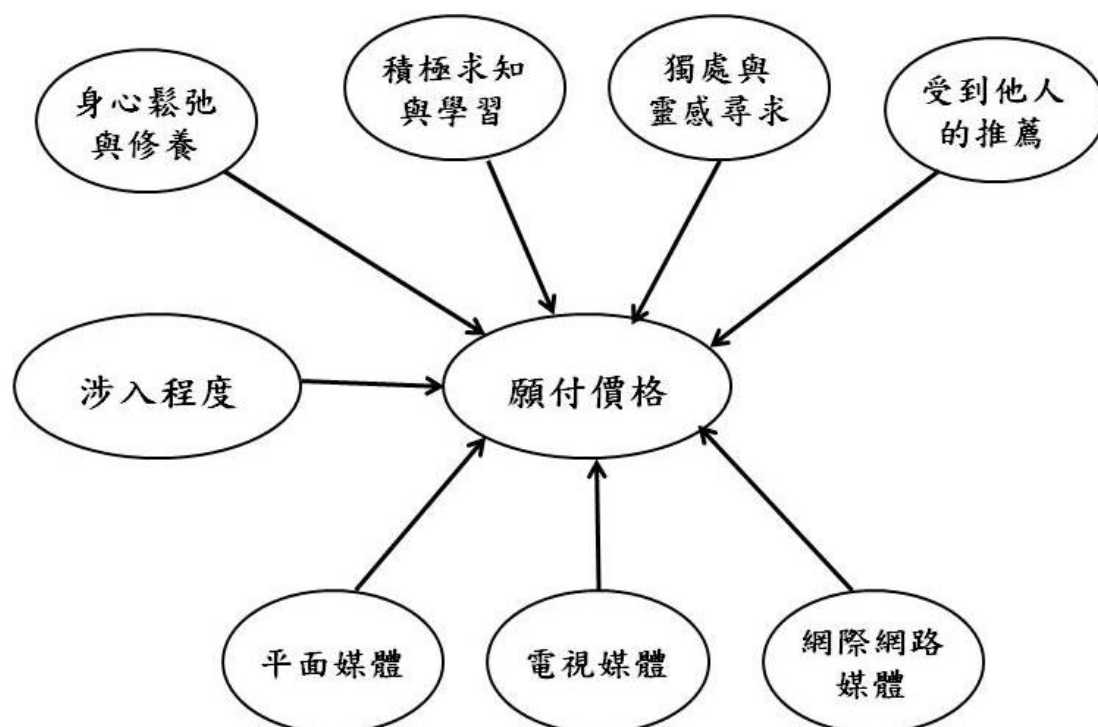 身心鬆弛
與修養
積極求知
與學習
獨處與
靈感尋求
受到他人
的推薦
涉入程度
願付價格
平面媒體
電視媒體
網際網路
媒體